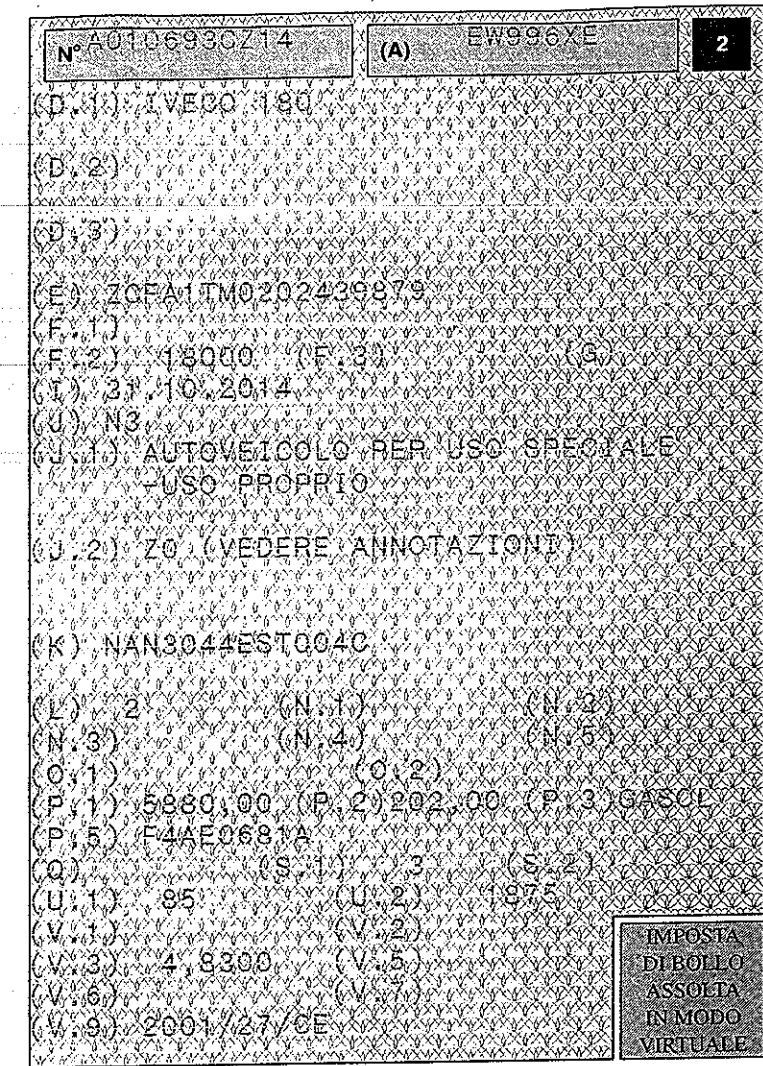 N° A010693CZ14 (A) EW996XE 2
(D.1) IVECO 180
(D.2)
(D.3)
(E) ZCFA1TM0202439879
(F.1)
(F.2) 18000 (F.3) (G)
(I) 31.10.2014
(J) N3
(J.1) AUTOVEICOLO PER USO SPECIALE
-USO PROPRIO
(J.2) Z0 (VEDERE ANNOTAZIONI)
(K) NAN3044EST004C
(L) 2 (N.1) (N.2)
(N.3) (N.4) (N.5)
(O.1) (O.2)
(P.1) 5880,00 (P.2)202,00 (P.3)GASOL
(P.5) F4AE0681A
(Q) (S.1) 3 (S.2)
(U.1) 85 (U.2) 1875
(V.1) (V.2)
(V.3) 4,8300 (V.5)
(V.6) (V.7)
(V.9) 2001/27/CE
IMPOSTA
DI BOLLO
ASSOLTA
IN MODO
VIRTUALE